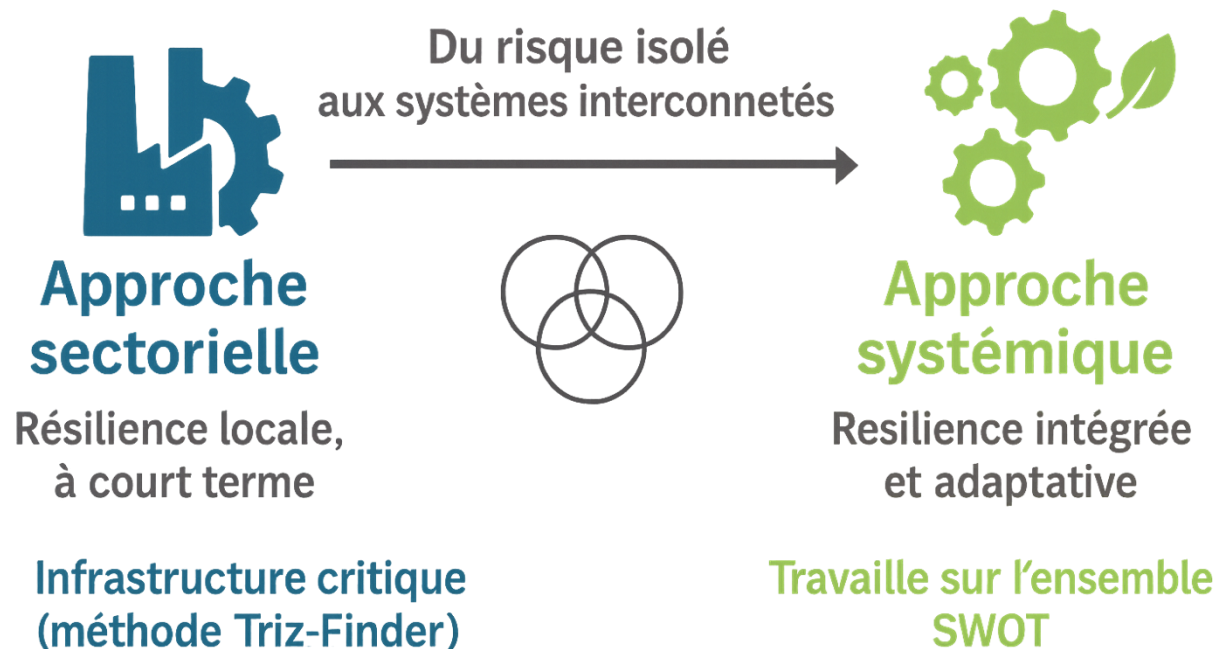 Du risque isolé
aux systèmes interconnetés
Approche
sectorielle
Résilience locale,
à court terme
Infrastructure critique
(méthode Triz-Finder)
Approche
systémique
Resilience intégrée
et adaptative
Travaille sur l’ensemble
SWOT